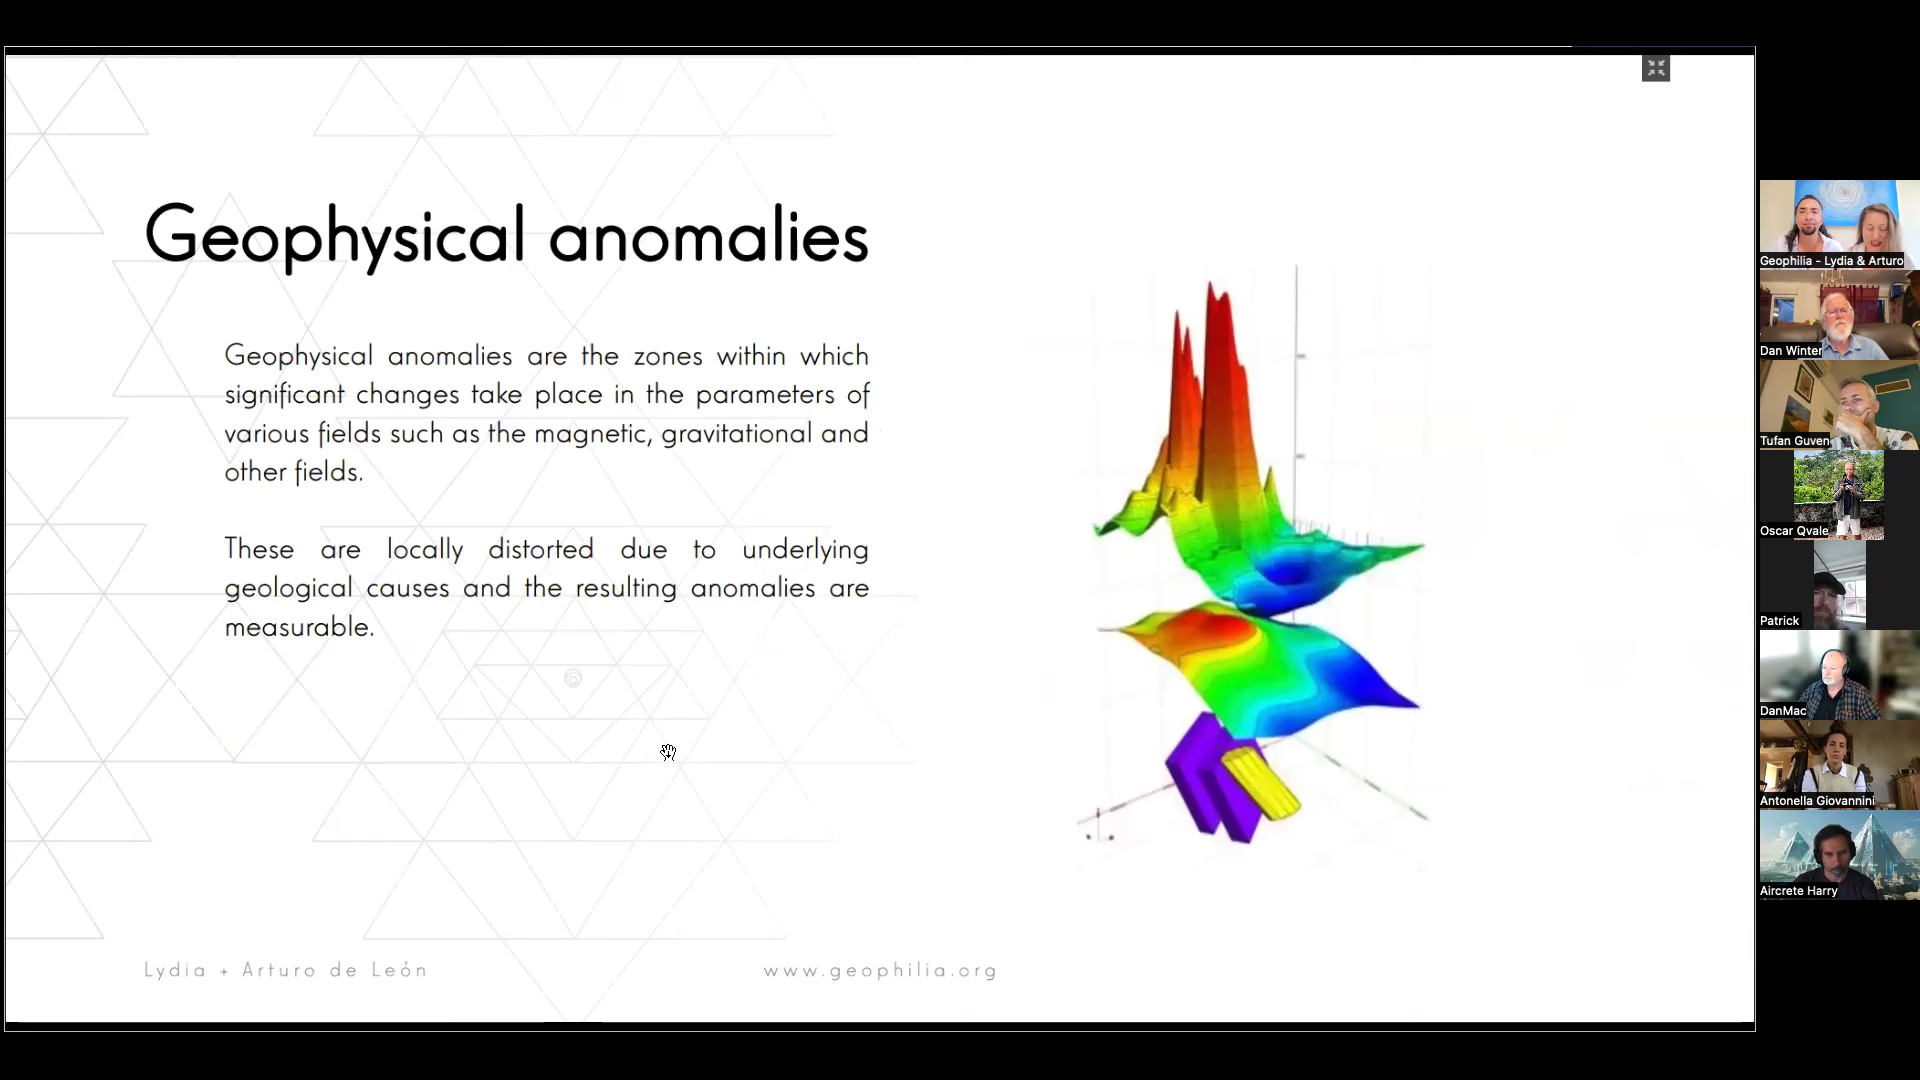 Geophysical anomalies
Geophysical anomalies are the zones within which
significant changes take place in the parameters of
various fields such as the magnetic, gravitational and
other fields.
These are locally distorted due to underlying
geological causes and the resulting anomalies are
measurable.
Lydia + Arturo de León
www.geophilia.org
Geophilia - Lydia & Arturo
Dan Winter
Tufan Guven
Oscar Qvale
Patrick
DanMac
Antonella Giovannini
Aircrete Harry